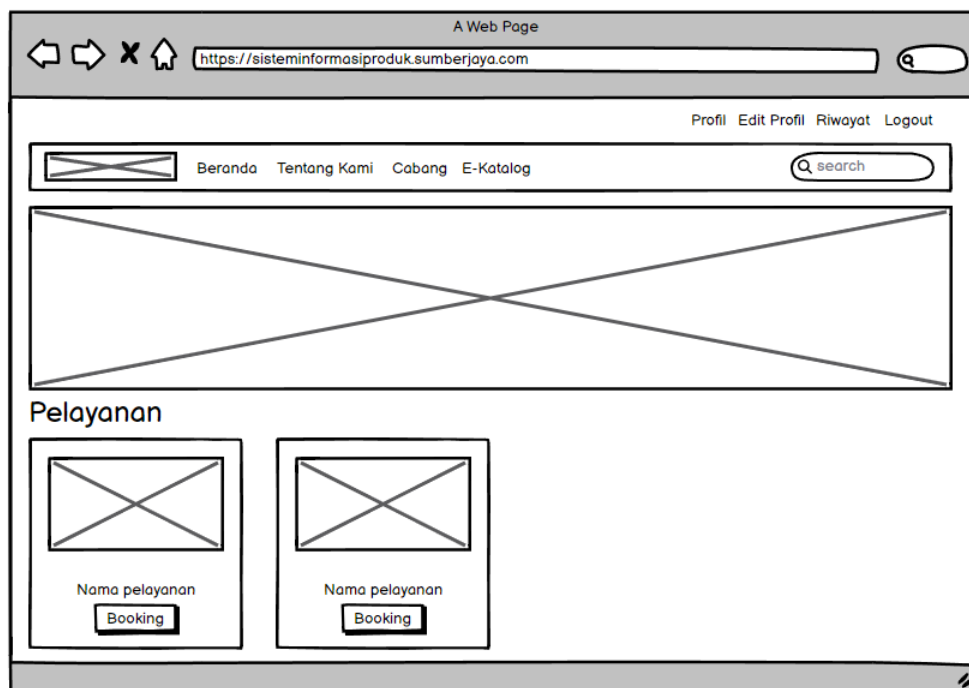 A Web Page
https://sisteminformasiproduk.sumberjaya.com
Profil Edit Profil Riwayat Logout
Beranda Tentang Kami Cabang E-Katalog search
Pelayanan
Nama pelayanan Nama pelayanan
Booking Booking